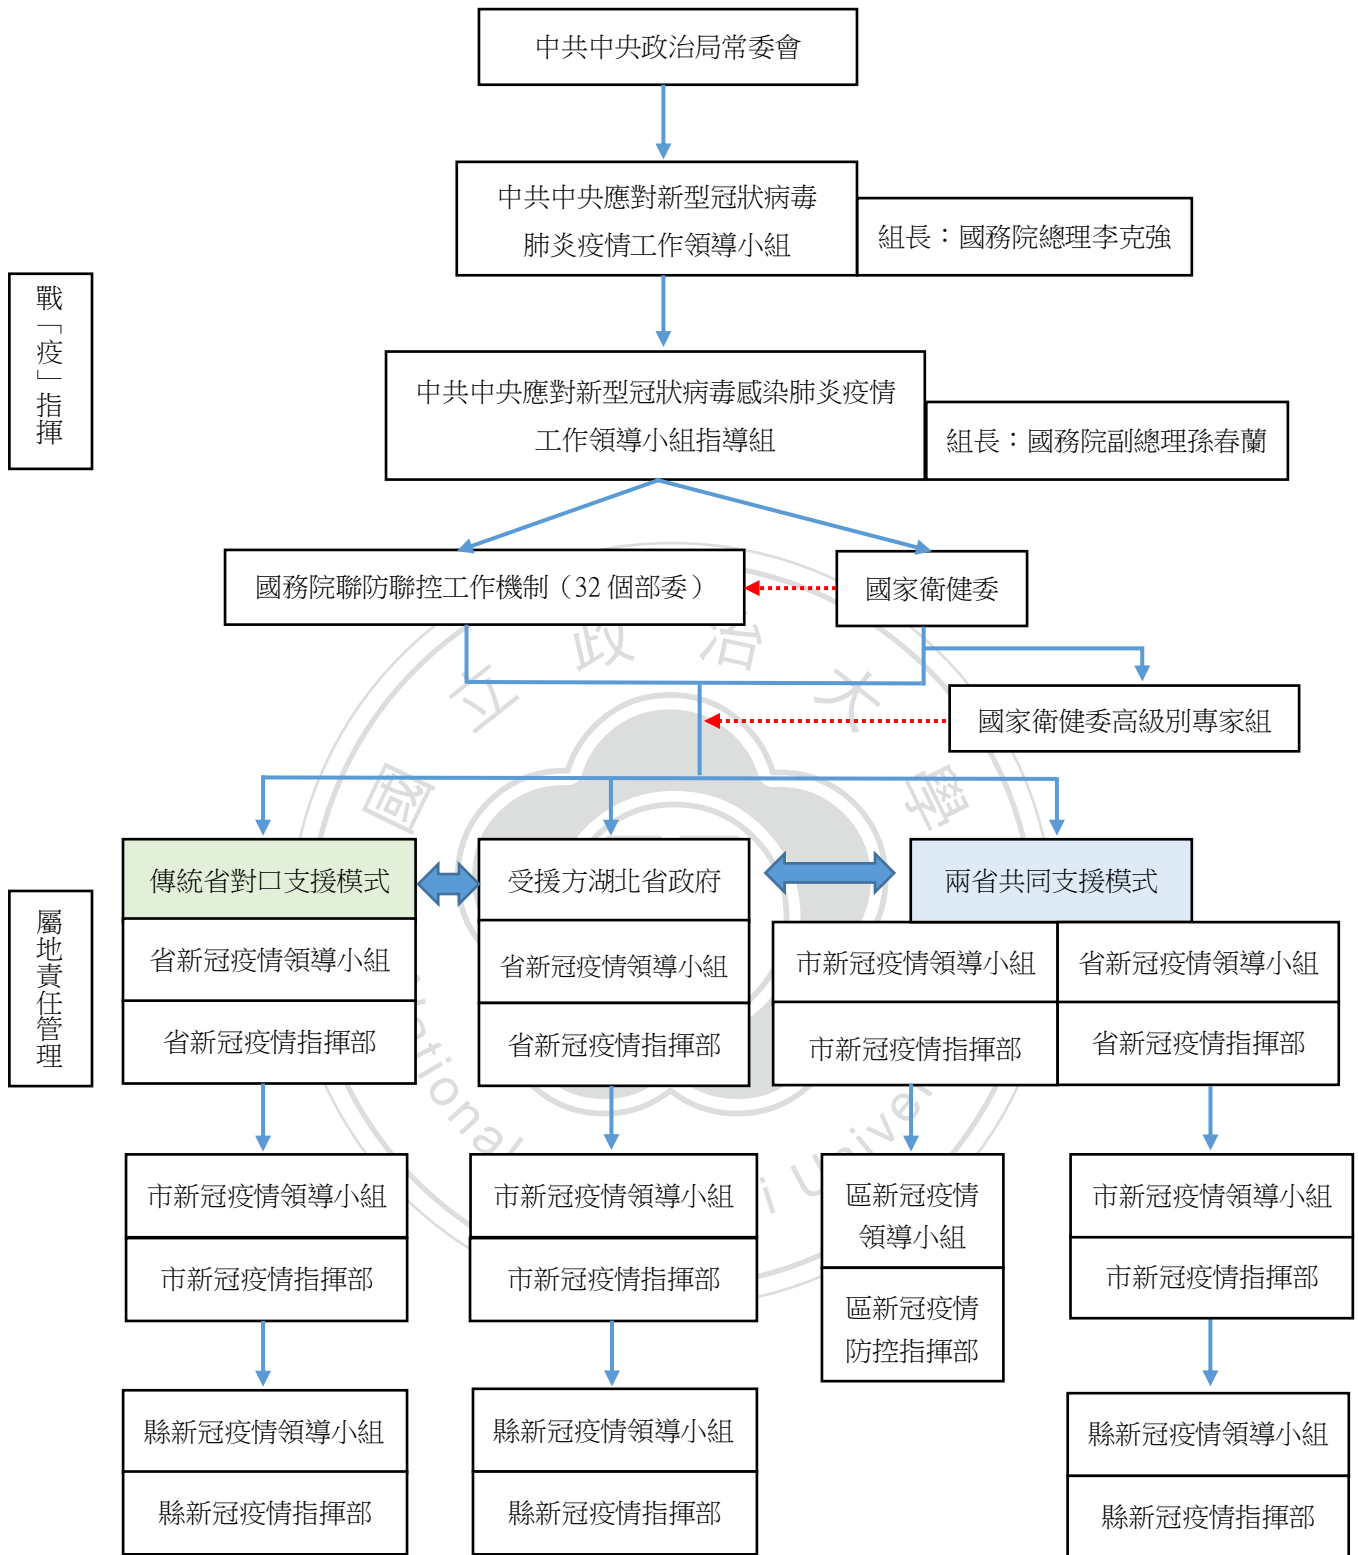 中共中央政治局常委會
中共中央應對新型冠狀病毒
肺炎疫情工作領導小組
組長：國務院總理李克強
戰「疫」指揮
中共中央應對新型冠狀病毒感染肺炎疫情
工作領導小組指導組
組長：國務院副總理孫春蘭
國務院聯防聯控工作機制（32 個部委）
國家衛健委
國家衛健委高級別專家組
國立政治大學
傳統省對口支援模式
受援方湖北省政府
兩省共同支援模式
屬地責任管理
省新冠疫情領導小組
省新冠疫情領導小組
市新冠疫情領導小組
省新冠疫情領導小組
省新冠疫情指揮部
省新冠疫情指揮部
市新冠疫情指揮部
省新冠疫情指揮部
市新冠疫情領導小組
市新冠疫情領導小組
區新冠疫情
領導小組
市新冠疫情領導小組
市新冠疫情指揮部
市新冠疫情指揮部
區新冠疫情
防控指揮部
市新冠疫情指揮部
縣新冠疫情領導小組
縣新冠疫情領導小組
縣新冠疫情領導小組
縣新冠疫情指揮部
縣新冠疫情指揮部
縣新冠疫情指揮部